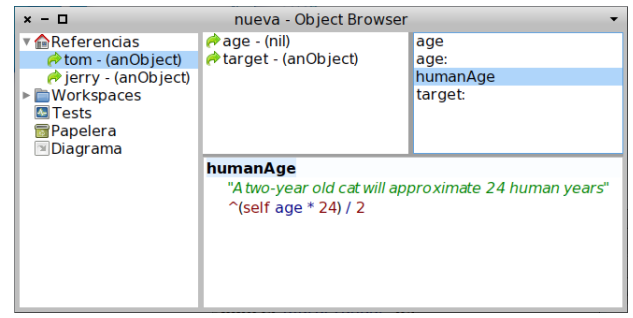 nueva - Object Browser
Referencias
tom - (anObject)
jerry - (anObject)
Workspaces
Tests
Papelera
Diagrama
age - (nil)
target - (anObject)
age
age:
humanAge
target:
humanAge
"A two-year old cat will approximate 24 human years"
^(self age * 24) / 2